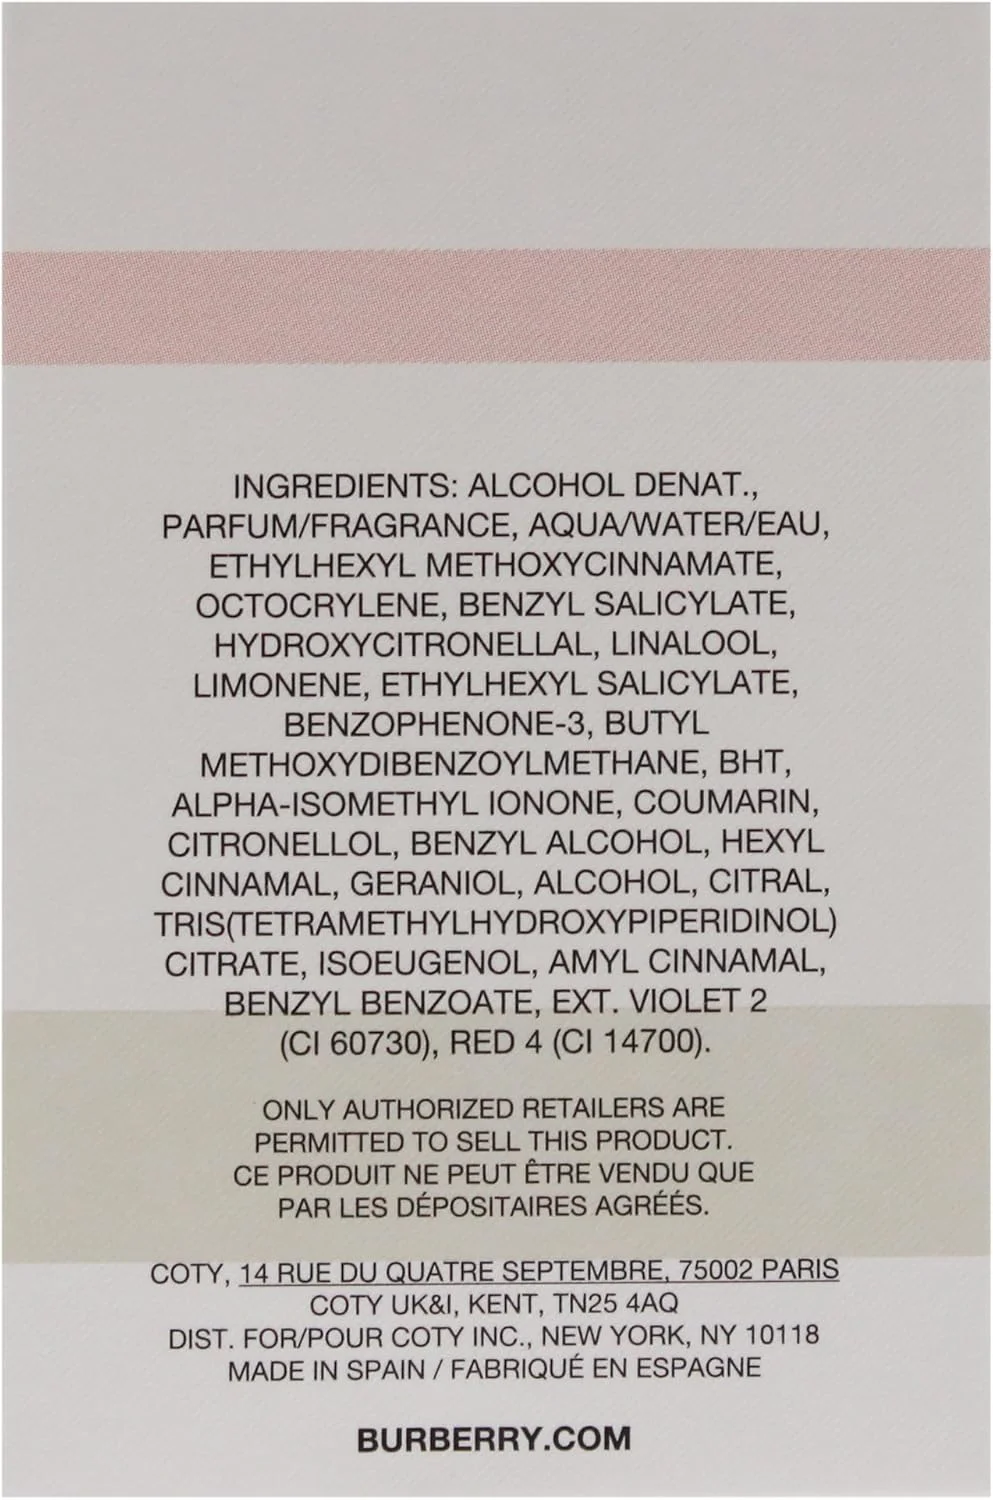 INGREDIENTS: ALCOHOL DENAT.,
PARFUM/FRAGRANCE, AQUA/WATER/EAU,
ETHYLHEXYL METHOXYCINNAMATE,
OCTOCRYLENE, BENZYL SALICYLATE,
HYDROXYCITRONELLAL, LINALOOL,
LIMONENE, ETHYLHEXYL SALICYLATE,
BENZOPHENONE-3, BUTYL
METHOXYDIBENZOYLMETHANE, BHT,
ALPHA-ISOMETHYL IONONE, COUMARIN,
CITRONELLOL, BENZYL ALCOHOL, HEXYL
CINNAMAL, GERANIOL, ALCOHOL, CITRAL,
TRIS(TETRAMETHYLHYDROXYPIPERIDINOL)
CITRATE, ISOEUGENOL, AMYL CINNAMAL,
BENZYL BENZOATE, EXT. VIOLET 2
(CI 60730), RED 4 (CI 14700).
ONLY AUTHORIZED RETAILERS ARE
PERMITTED TO SELL THIS PRODUCT.
CE PRODUIT NE PEUT ÊTRE VENDU QUE
PAR LES DÉPOSITAIRES AGRÉÉS.
COTY, 14 RUE DU QUATRE SEPTEMBRE, 75002 PARIS
COTY UK&I, KENT, TN25 4AQ
DIST. FOR/POUR COTY INC., NEW YORK, NY 10118
MADE IN SPAIN / FABRIQUÉ EN ESPAGNE
BURBERRY.COM